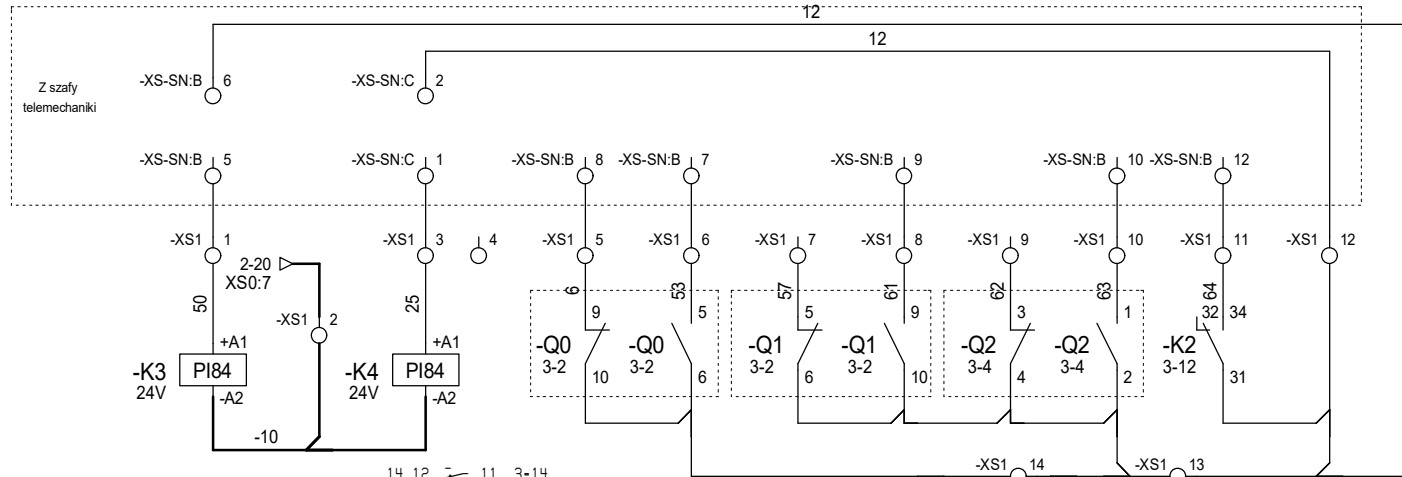 12
12
Z szafy
telemechaniki
-XS-SN:B 6
-XS-SN:C 2
-XS-SN:B 5
-XS-SN:C 1
-XS-SN:B 8
-XS-SN:B 7
-XS-SN:B 9
-XS-SN:B 10
-XS-SN:B 12
-XS1 1
-XS1 3
4
-XS1 5
-XS1 6
-XS1 7
-XS1 8
-XS1 9
-XS1 10
-XS1 11
-XS1 12
2-20
XS0:7
50
25
6
53
57
61
62
63
64
-XS1 2
+A1
-K3 PI84
24V
-A2
+A1
-K4 PI84
24V
-A2
9
-Q0
3-2
10
5
-Q0
3-2
6
5
-Q1
3-2
6
9
-Q1
3-2
10
3
-Q2
3-4
4
1
-Q2
3-4
2
32 34
-K2
3-12
31
-10
-XS1 14
-XS1 13
14 12 11 3-14